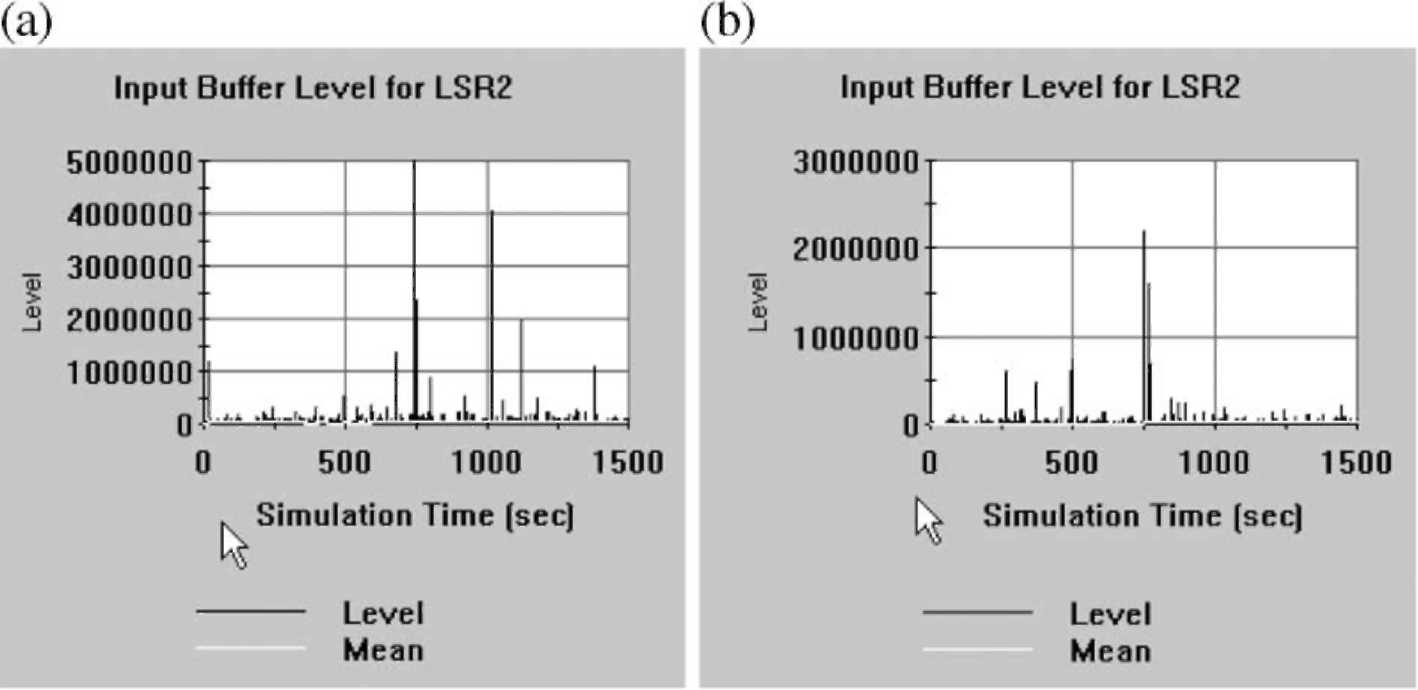 (a)
Input Buffer Level for LSR2
5000000
4000000
3000000
2000000
1000000
0
Level
0 500 1000 1500
Simulation Time (sec)
Level
Mean
(b)
Input Buffer Level for LSR2
3000000
2000000
1000000
0
Level
0 500 1000 1500
Simulation Time (sec)
Level
Mean